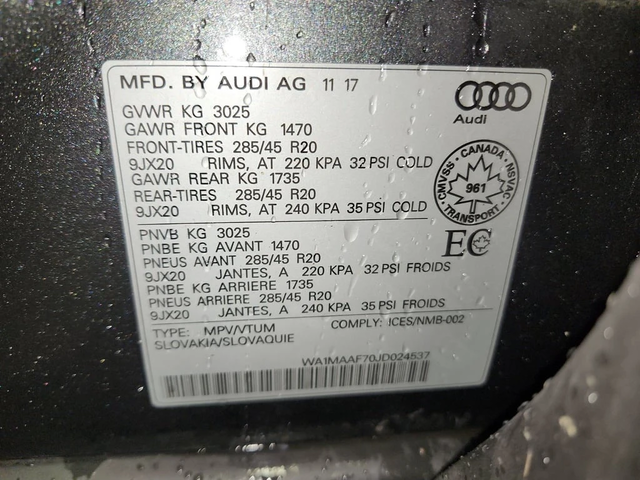 MFD. BY AUDI AG 11 17
Audi
GVWR KG 3025
GAWR FRONT KG 1470
FRONT-TIRES 285/45 R20
9JX20 RIMS, AT 220 KPA 32 PSI COLD
GAWR REAR KG 1735
REAR-TIRES 285/45 R20
9JX20 RIMS, AT 240 KPA 35 PSI COLD
CMVSS · CANADA · NSVAC
961
TRANSPORT
EC
PNVB KG 3025
PNBE KG AVANT 1470
PNEUS AVANT 285/45 R20
9JX20 JANTES, A 220 KPA 32 PSI FROIDS
PNBE KG ARRIERE 1735
PNEUS ARRIERE 285/45 R20
9JX20 JANTES, A 240 KPA 35 PSI FROIDS
TYPE: MPV/VTUM COMPLY: ICES/NMB-002
SLOVAKIA/SLOVAQUIE
WA1MAAF70JD024537